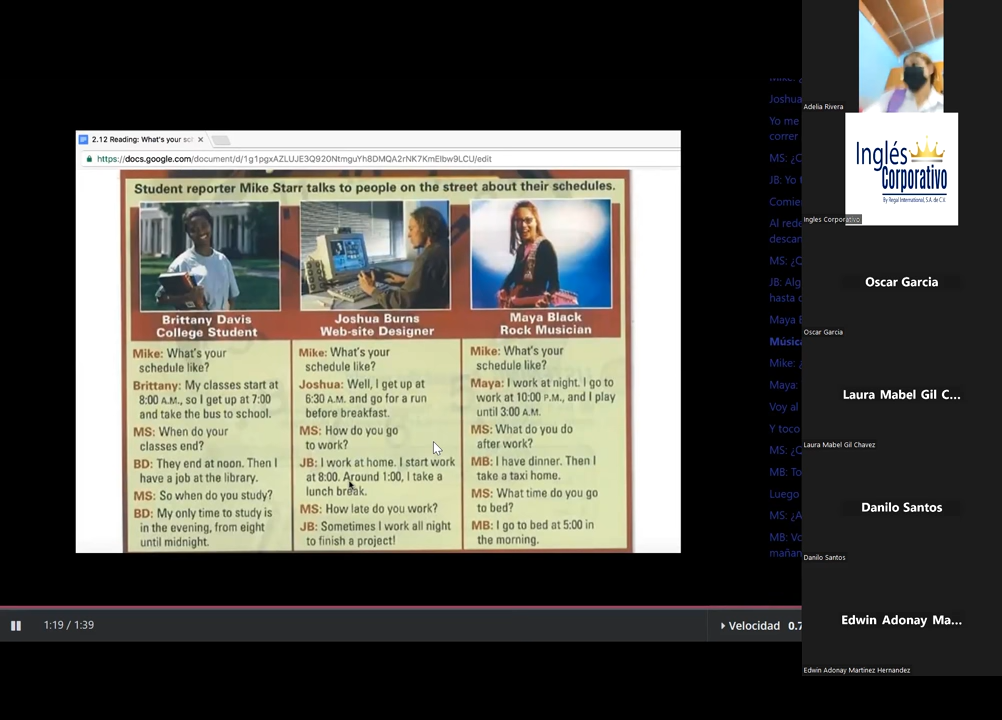 2.12 Reading: What's your sc
https://docs.google.com/document/d/1g1pgxAZLUJE3Q920NtmguYh8DMQA2rNK7KmEIbw9LCU/edit
Student reporter Mike Starr talks to people on the street about their schedules.
Brittany Davis
College Student
Mike: What's your
schedule like?
Brittany: My classes start at
8:00 A.M., so I get up at 7:00
and take the bus to school.
MS: When do your
classes end?
BD: They end at noon. Then I
have a job at the library.
MS: So when do you study?
BD: My only time to study is
in the evening, from eight
until midnight.
Joshua Burns
Web-site Designer
Mike: What's your
schedule like?
Joshua: Well, I get up at
6:30 A.M. and go for a run
before breakfast.
MS: How do you go
to work?
JB: I work at home. I start work
at 8:00. Around 1:00, I take a
lunch break.
MS: How late do you work?
JB: Sometimes I work all night
to finish a project!
Maya Black
Rock Musician
Mike: What's your
schedule like?
Maya: I work at night. I go to
work at 10:00 P.M., and I play
until 3:00 A.M.
MS: What do you do
after work?
MB: I have dinner. Then I
take a taxi home.
MS: What time do you go
to bed?
MB: I go to bed at 5:00 in
the morning.
Joshua
Yo me
correr
MS: ¿C
JB: Yo
Comie
Al rede
descan
MS: ¿C
JB: Alg
hasta
Maya
Música
Mike: ¿
Maya:
Voy al
Y toco
MS: ¿C
MB: To
Luego
MS: ¿A
MB: Vo
mañan
1:19 / 1:39
Velocidad 0.7
Adelia Rivera
Inglés
Corporativo
By Regal International, S.A. de C.V.
Ingles Corporativo
Oscar Garcia
Oscar Garcia
Laura Mabel Gil C...
Laura Mabel Gil Chavez
Danilo Santos
Danilo Santos
Edwin Adonay Ma...
Edwin Adonay Martinez Hernandez